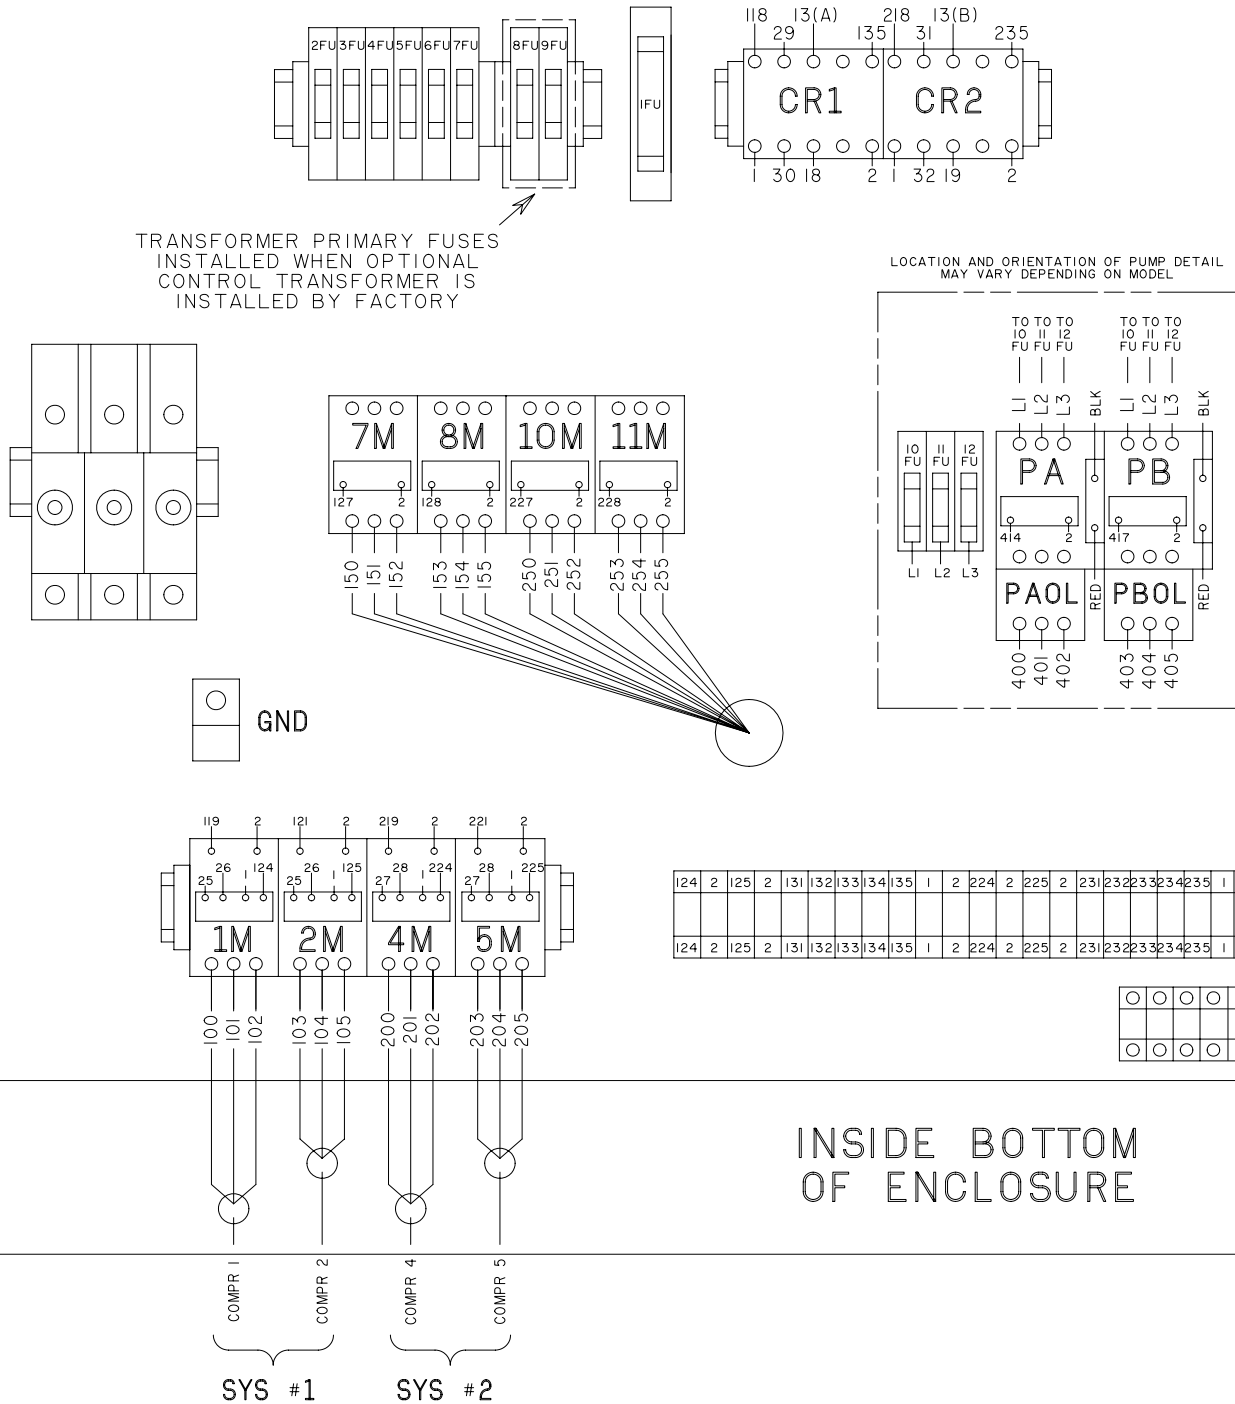 118 13(A) 218 13(B)
29 135 31 235
2FU 3FU 4FU 5FU 6FU 7FU 8FU 9FU
1FU
CR1 CR2
1 30 18 2 1 32 19 2
TRANSFORMER PRIMARY FUSES
INSTALLED WHEN OPTIONAL
CONTROL TRANSFORMER IS
INSTALLED BY FACTORY
LOCATION AND ORIENTATION OF PUMP DETAIL
MAY VARY DEPENDING ON MODEL
TO TO TO TO TO TO
10 11 12 10 11 12
FU FU FU FU FU FU
L1 L2 L3 BLK L1 L2 L3 BLK
7M 8M 10M 11M
127 2 128 2 227 2 228 2
150 151 152 153 154 155 250 251 252 253 254 255
10 11 12
FU FU FU
PA PB
414 2 417 2
L1 L2 L3
PAOL RED PBOL RED
400 401 402 403 404 405
GND
119 2 121 2 219 2 221 2
25 26 1 124 25 26 1 125 27 28 1 224 27 28 1 225
1M 2M 4M 5M
100 101 102 103 104 105 200 201 202 203 204 205
124 2 125 2 131 132 133 134 135 1 2 224 2 225 2 231 232 233 234 235 1
124 2 125 2 131 132 133 134 135 1 2 224 2 225 2 231 232 233 234 235 1
INSIDE BOTTOM
OF ENCLOSURE
COMPR 1 COMPR 2 COMPR 4 COMPR 5
SYS #1 SYS #2